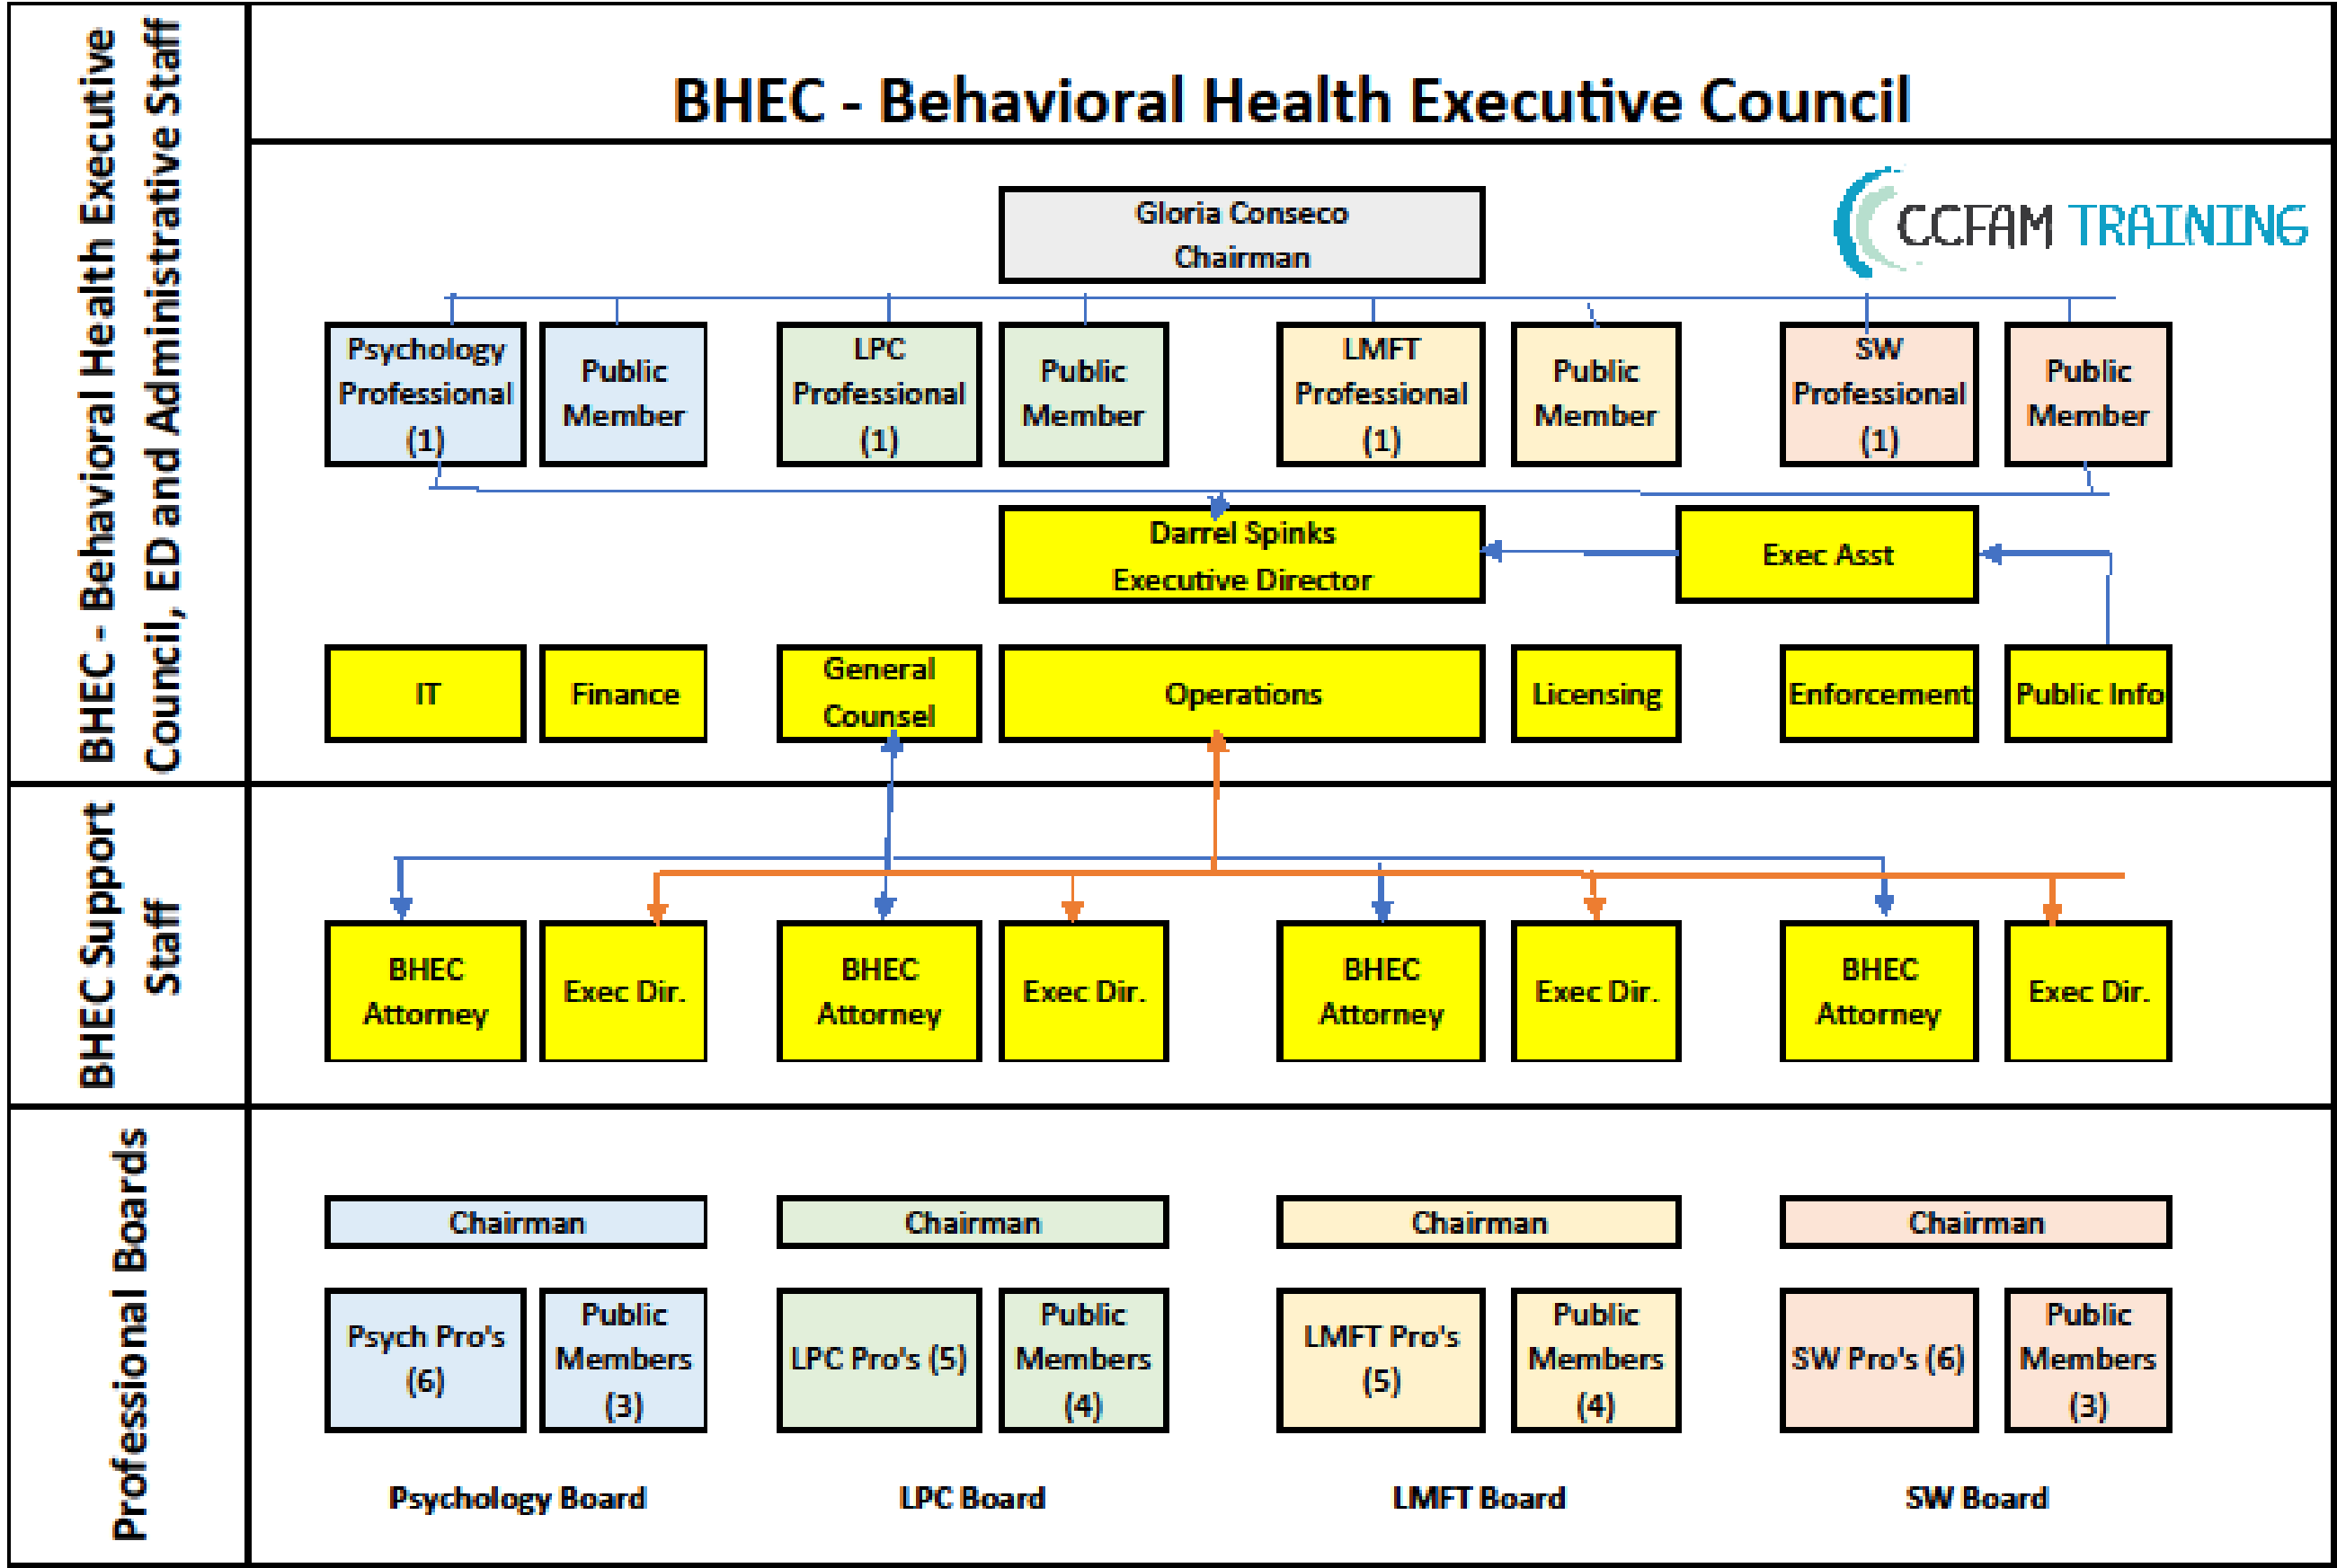 BHEC - Behavioral Health Executive
Council, ED and Administrative Staff
BHEC - Behavioral Health Executive Council
CCFAM TRAINING
Gloria Conseco
Chairman
Psychology
Professional
(1)
Public
Member
LPC
Professional
(1)
Public
Member
LMFT
Professional
(1)
Public
Member
SW
Professional
(1)
Public
Member
Darrel Spinks
Executive Director
Exec Asst
IT
Finance
General
Counsel
Operations
Licensing
Enforcement
Public Info
BHEC Support
Staff
BHEC
Attorney
Exec Dir.
BHEC
Attorney
Exec Dir.
BHEC
Attorney
Exec Dir.
BHEC
Attorney
Exec Dir.
Professional Boards
Chairman
Chairman
Chairman
Chairman
Psych Pro's
(6)
Public
Members
(3)
LPC Pro's (5)
Public
Members
(4)
LMFT Pro's
(5)
Public
Members
(4)
SW Pro's (6)
Public
Members
(3)
Psychology Board
LPC Board
LMFT Board
SW Board